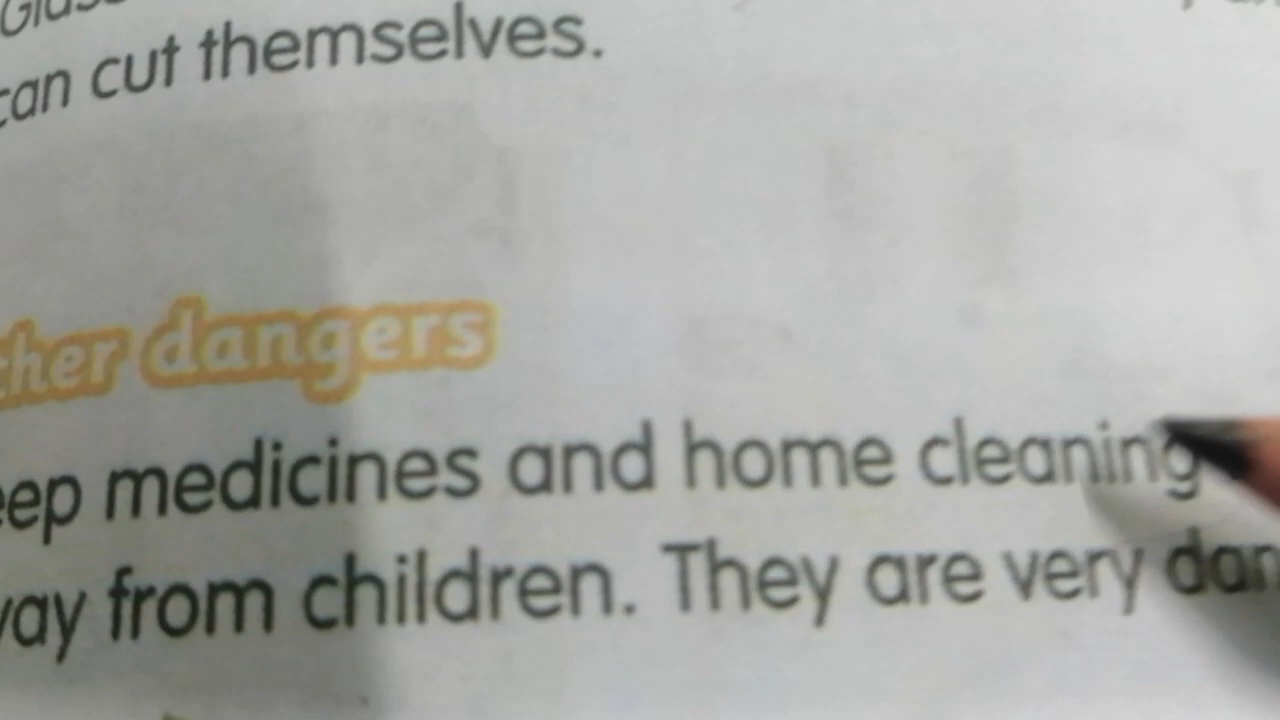 can cut themselves.
dangers
medicines and home cleaning
from children. They are very